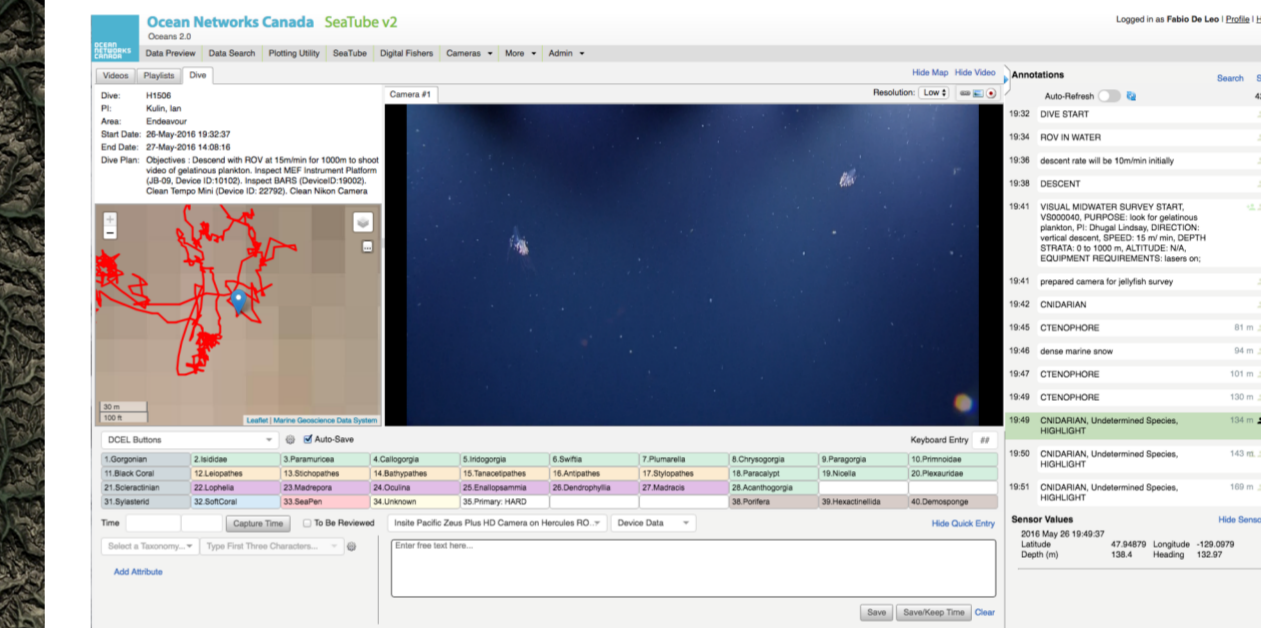 Ocean Networks Canada SeaTube v2
Logged in as Fabio De Leo | Profile | H
OCEAN
NETWORKS
CANADA
Oceans 2.0
Data Preview Data Search Plotting Utility SeaTube Digital Fishers Cameras More Admin
Videos Playlists Dive
Hide Map Hide Video
Dive: H1506
PI: Kulin, Ian
Area: Endeavour
Start Date: 26-May-2016 19:32:37
End Date: 27-May-2016 14:08:16
Dive Plan: Objectives : Descend with ROV at 15m/min for 1000m to shoot
video of gelatinous plankton. Inspect MEF Instrument Platform
(JB-09, Device ID:10102). Inspect BARS (DeviceID:19002).
Clean Tempo Mini (Device ID: 22792). Clean Nikon Camera
30 m
100 ft
Leaflet | Marine Geoscience Data System
Camera #1
Resolution: Low
Annotations
Search
Auto-Refresh
19:32 DIVE START
19:34 ROV IN WATER
19:36 descent rate will be 10m/min initially
19:38 DESCENT
19:41 VISUAL MIDWATER SURVEY START,
VS000040, PURPOSE: look for gelatinous
plankton, PI: Dhugal Lindsay, DIRECTION:
vertical descent, SPEED: 15 m/ min, DEPTH
STRATA: 0 to 1000 m, ALTITUDE: N/A,
EQUIPMENT REQUIREMENTS: lasers on;
19:41 prepared camera for jellyfish survey
19:42 CNIDARIAN
19:45 CTENOPHORE 81 m
19:46 dense marine snow 94 m
19:47 CTENOPHORE 101 m
19:49 CTENOPHORE 130 m
19:49 CNIDARIAN, Undetermined Species, 134 m
HIGHLIGHT
19:50 CNIDARIAN, Undetermined Species, 143 m
HIGHLIGHT
19:51 CNIDARIAN, Undetermined Species, 169 m
HIGHLIGHT
Sensor Values Hide Senso
2016 May 26 19:49:37
Latitude 47.94879 Longitude -129.0979
Depth (m) 138.4 Heading 132.97
DCEL Buttons Auto-Save
Keyboard Entry ##
1.Gorgonian 2.Isididae 3.Paramuricea 4.Callogorgia 5.Iridogorgia 6.Swiftia 7.Plumarella 8.Chrysogorgia 9.Paragorgia 10.Primnoidae
11.Black Coral 12.Leiopathes 13.Stichopathes 14.Bathypathes 15.Tanacetipathes 16.Antipathes 17.Stylopates 18.Paracalypt 19.Nicella 20.Plexauridae
21.Scleractinian 22.Lophelia 23.Madrepora 24.Oculina 25.Enallopsammia 26.Dendrophyllia 27.Madracis 28.Acanthogorgia
31.Sylasterid 32.SoftCoral 33.SeaPen 34.Unknown 35.Primary: HARD 38.Porifera 39.Hexactinellida 40.Demosponge
Time Capture Time To Be Reviewed Insite Pacific Zeus Plus HD Camera on Hercules RO... Device Data Hide Quick Entry
Select a Taxonomy... Type First Three Characters...
Enter free text here...
Add Attribute
Save Save/Keep Time Clear